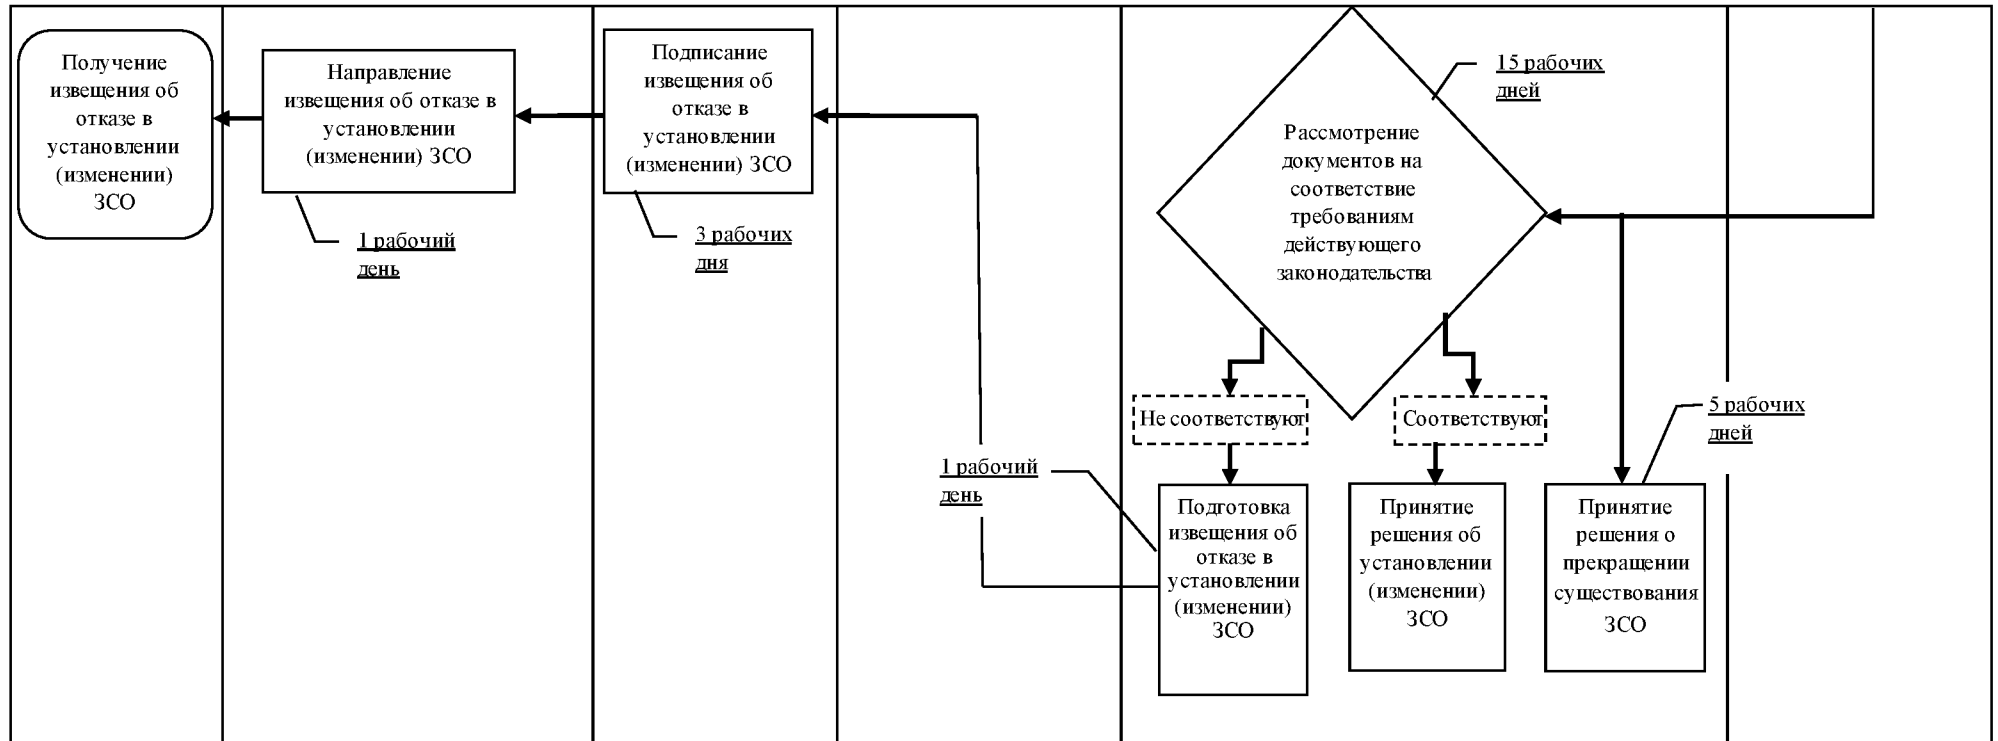 Получение
извещения об
отказе в
установлении
(изменении)
ЗСО
Направление
извещения об отказе в
установлении
(изменении) ЗСО
1 рабочий
день
Подписание
извещения об
отказе в
установлении
(изменении) ЗСО
3 рабочих
дня
15 рабочих
дней
Рассмотрение
документов на
соответствие
требованиям
действующего
законодательства
Не соответствуют
Соответствуют
5 рабочих
дней
1 рабочий
день
Подготовка
извещения об
отказе в
установлении
(изменении)
ЗСО
Принятие
решения об
установлении
(изменении)
ЗСО
Принятие
решения о
прекращении
существования
ЗСО